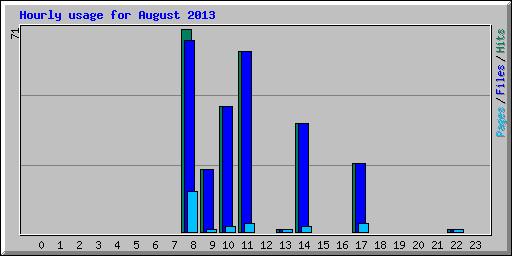 Hourly usage for August 2013
71
Pages / Files / Hits
0 1 2 3 4 5 6 7 8 9 10 11 12 13 14 15 16 17 18 19 20 21 22 23